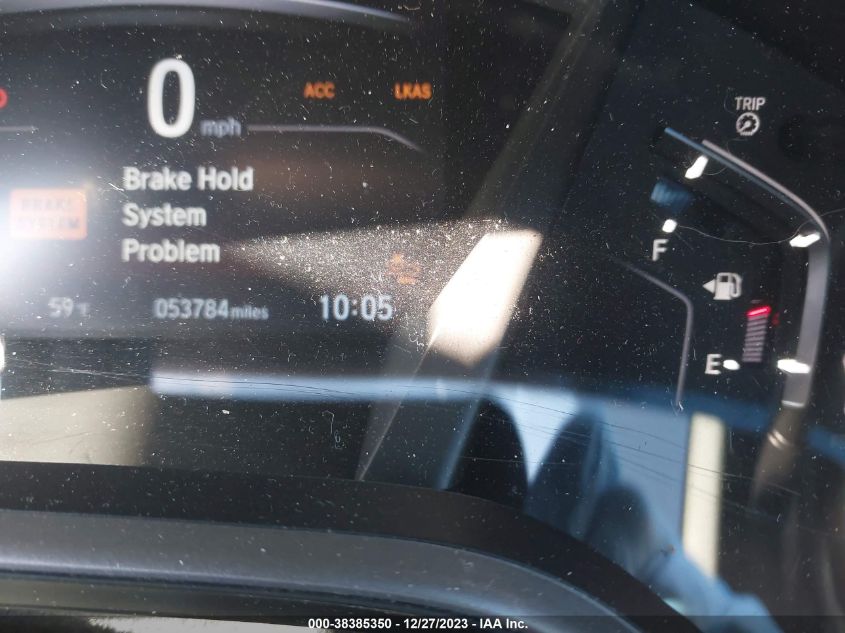 TRIP
ACC LKAS
0 mph
Brake Hold
System
Problem
BRAKE
SYSTEM
F
E
59°F 053784 miles 10:05
000-38385350 / 12/27/2023 - IAA Inc.